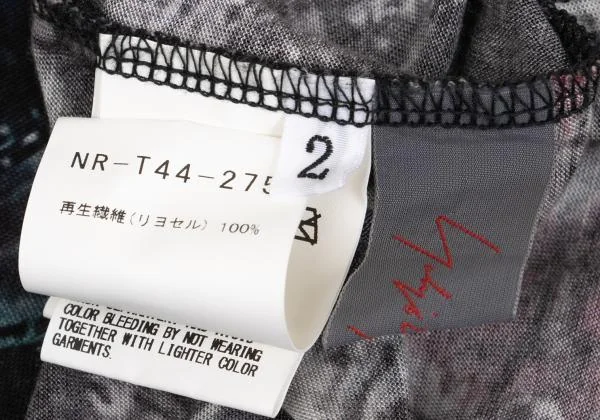 NR-T44-275
2
再生繊維(リヨセル) 100%
COLOR BLEEDING BY NOT WEARING
TOGETHER WITH LIGHTER COLOR
GARMENTS.